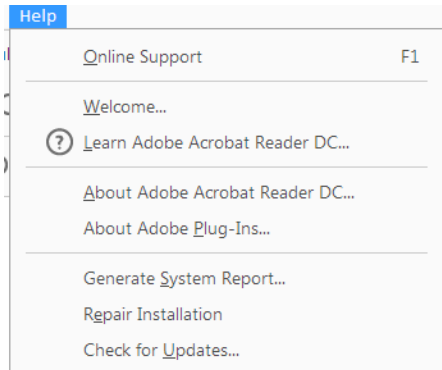 Help
Online Support F1
Welcome...
? Learn Adobe Acrobat Reader DC...
About Adobe Acrobat Reader DC...
About Adobe Plug-Ins...
Generate System Report...
Repair Installation
Check for Updates...